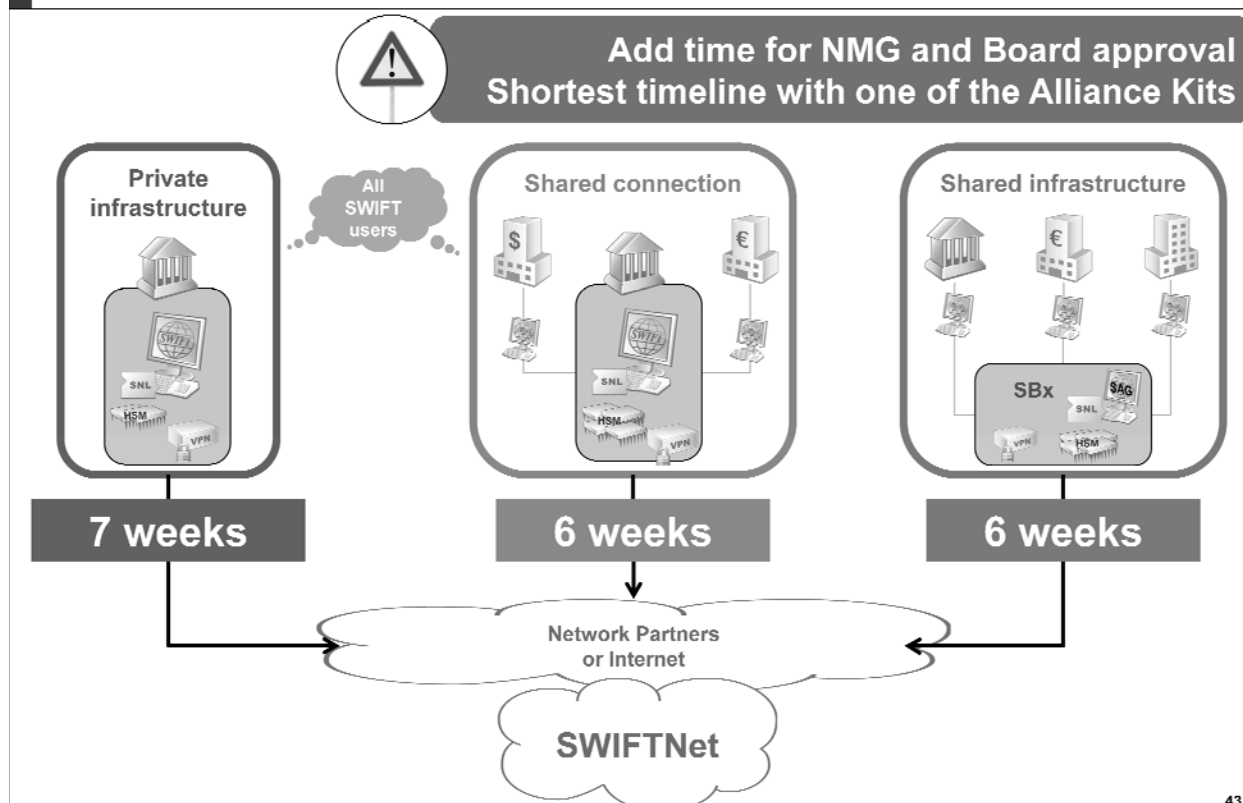 Add time for NMG and Board approval
Shortest timeline with one of the Alliance Kits
Private
infrastructure
All
SWIFT
users
Shared connection
Shared infrastructure
$
€
€
SWIFT
SNL
HSM
VPN
SWIFT
SNL
HSM
VPN
SBx
SAG
SNL
VPN
HSM
7 weeks
6 weeks
6 weeks
Network Partners
or Internet
SWIFTNet
43